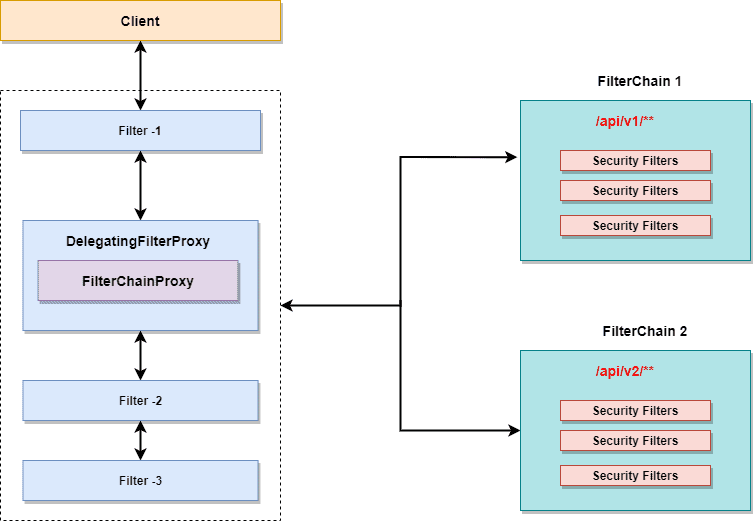 Client
Filter -1
DelegatingFilterProxy
FilterChainProxy
Filter -2
Filter -3
FilterChain 1
/api/v1/**
Security Filters
Security Filters
Security Filters
FilterChain 2
/api/v2/**
Security Filters
Security Filters
Security Filters